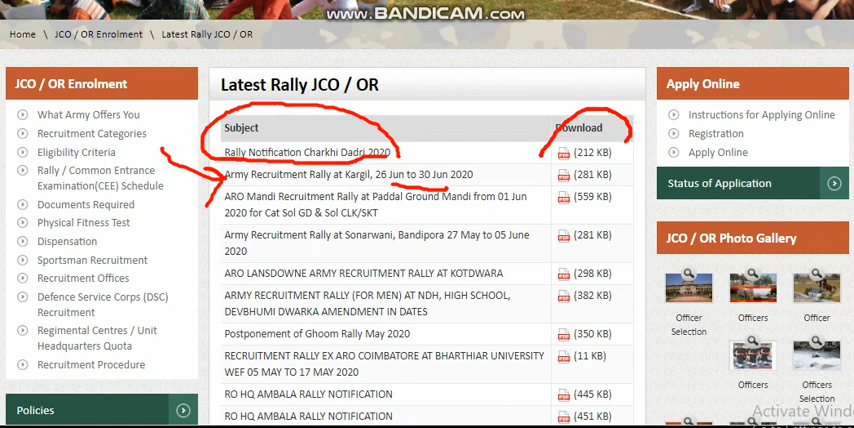 www.BANDICAM.com
Home \ JCO / OR Enrolment \ Latest Rally JCO / OR
JCO / OR Enrolment
What Army Offers You
Recruitment Categories
Eligibility Criteria
Rally / Common Entrance
Examination(CEE) Schedule
Documents Required
Physical Fitness Test
Dispensation
Sportsman Recruitment
Recruitment Offices
Defence Service Corps (DSC)
Recruitment
Regimental Centres / Unit
Headquarters Quota
Recruitment Procedure
Policies
Latest Rally JCO / OR
Subject Download
Rally Notification Charkhi Dadri 2020 (212 KB)
Army Recruitment Rally at Kargil, 26 Jun to 30 Jun 2020 (281 KB)
ARO Mandi Recruitment Rally at Paddal Ground Mandi from 01 Jun (559 KB)
2020 for Cat Sol GD & Sol CLK/SKT
Army Recruitment Rally at Sonarwani, Bandipora 27 May to 05 June (281 KB)
2020
ARO LANSDOWNE ARMY RECRUITMENT RALLY AT KOTDWARA (298 KB)
ARMY RECRUITMENT RALLY (FOR MEN) AT NDH, HIGH SCHOOL, (382 KB)
DEVBHUMI DWARKA AMENDMENT IN DATES
Postponement of Ghoom Rally May 2020 (350 KB)
RECRUITMENT RALLY EX ARO COIMBATORE AT BHARTHIAR UNIVERSITY (11 KB)
WEF 05 MAY TO 17 MAY 2020
RO HQ AMBALA RALLY NOTIFICATION (445 KB)
RO HQ AMBALA RALLY NOTIFICATION (451 KB)
Apply Online
Instructions for Applying Online
Registration
Apply Online
Status of Application
JCO / OR Photo Gallery
Officer Officers Officer
Selection
Officers Officers
Selection
Activate Wind